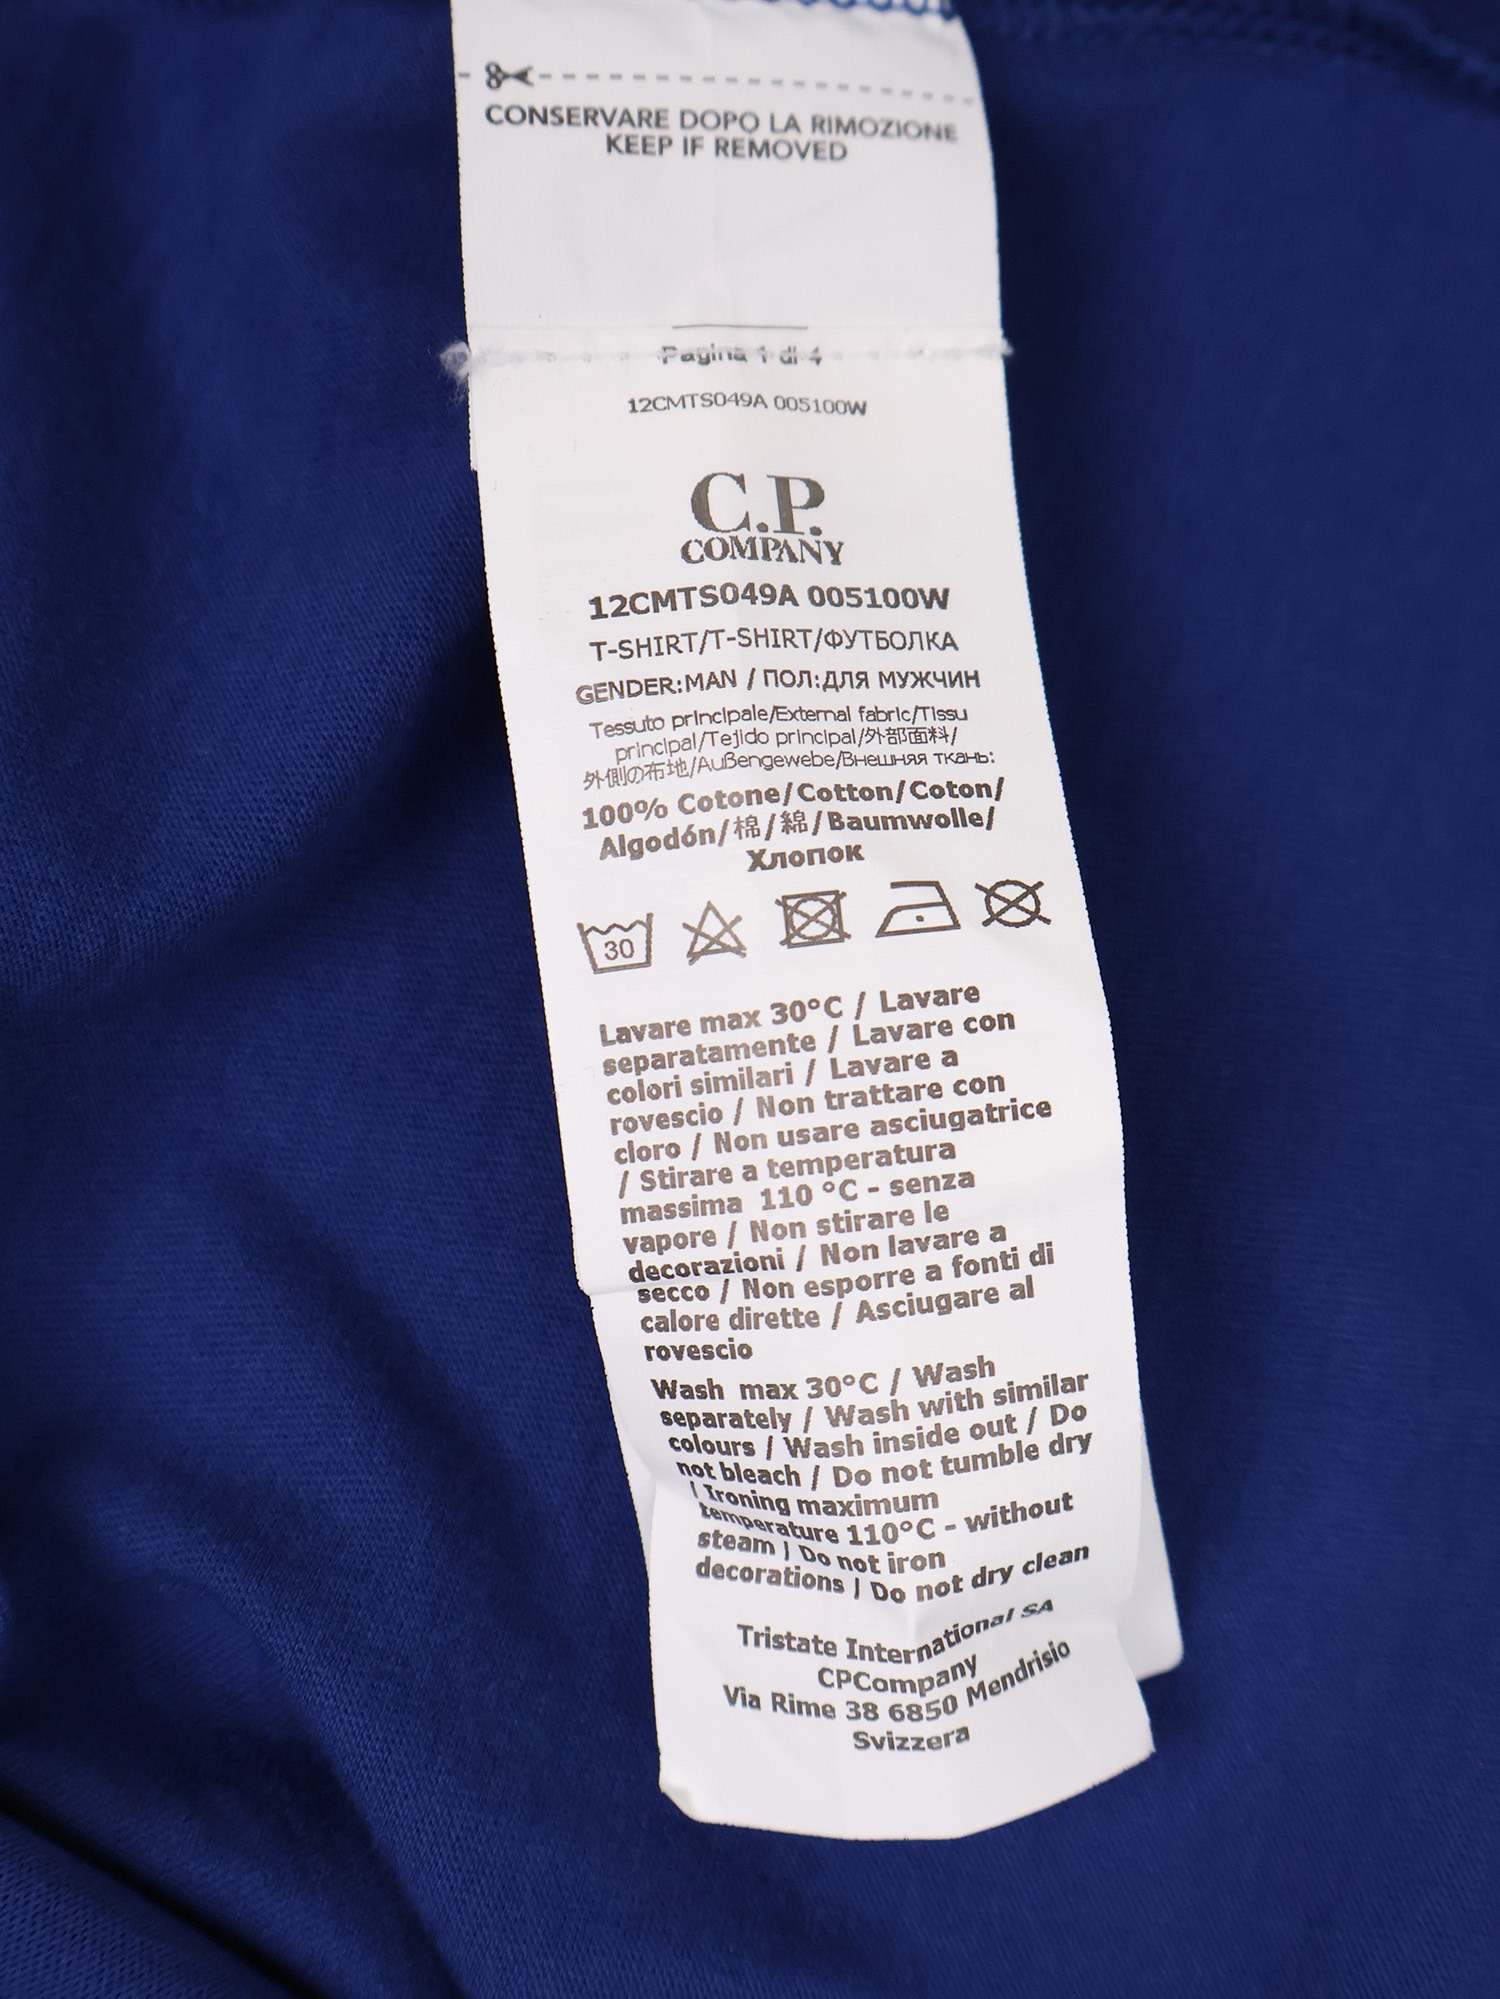 CONSERVARE DOPO LA RIMOZIONE
KEEP IF REMOVED
Pagina 1 di 4
12CMTS049A 005100W
C.P.
COMPANY
12CMTS049A 005100W
T-SHIRT/T-SHIRT/ФУТБОЛКА
GENDER:MAN / ПОЛ:ДЛЯ МУЖЧИН
Tessuto principale/External fabric/Tissu
principal/Tejido principal/外部面料/
外側の布地/Außengewebe/Внешняя ткань:
100% Cotone/Cotton/Coton/
Algodón/棉/綿/Baumwolle/
Хлопок
30
Lavare max 30°C / Lavare
separatamente / Lavare con
colori similari / Lavare a
rovescio / Non trattare con
cloro / Non usare asciugatrice
/ Stirare a temperatura
massima 110 °C - senza
vapore / Non stirare le
decorazioni / Non lavare a
secco / Non esporre a fonti di
calore dirette / Asciugare al
rovescio
Wash max 30°C / Wash
separately / Wash with similar
colours / Wash inside out / Do
not bleach / Do not tumble dry
/ Ironing maximum
temperature 110°C - without
steam / Do not iron
decorations / Do not dry clean
Tristate International SA
CPCompany
Via Rime 38 6850 Mendrisio
Svizzera